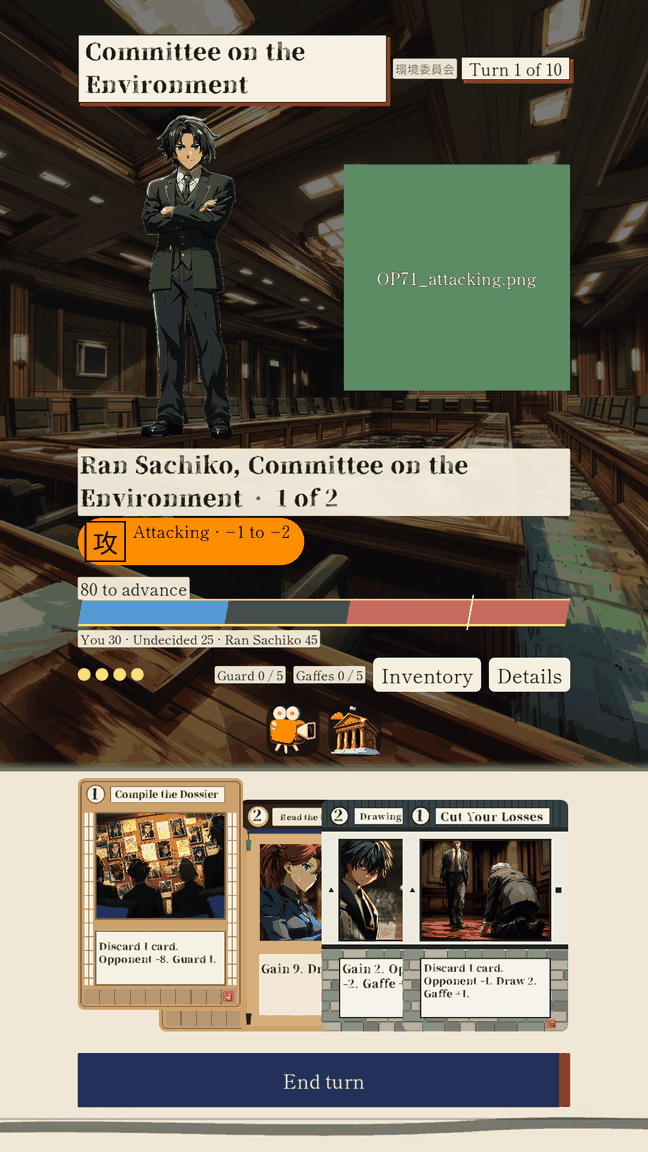 Committee on the
Environment
環境委員会
Turn 1 of 10
OP71_attacking.png
Ran Sachiko, Committee on the
Environment · 1 of 2
攻
Attacking · −1 to −2
80 to advance
You 30 · Undecided 25 · Ran Sachiko 45
Guard 0 / 5
Gaffes 0 / 5
Inventory
Details
1
Compile the Dossier
Discard 1 card.
Opponent -8. Guard 1.
2
Read the
Gain 9. Dr
2
Drawing
Gain 2. Op
-2. Gaffe
1
Cut Your Losses
Discard 1 card.
Opponent -1. Draw 2.
Gaffe +1.
End turn